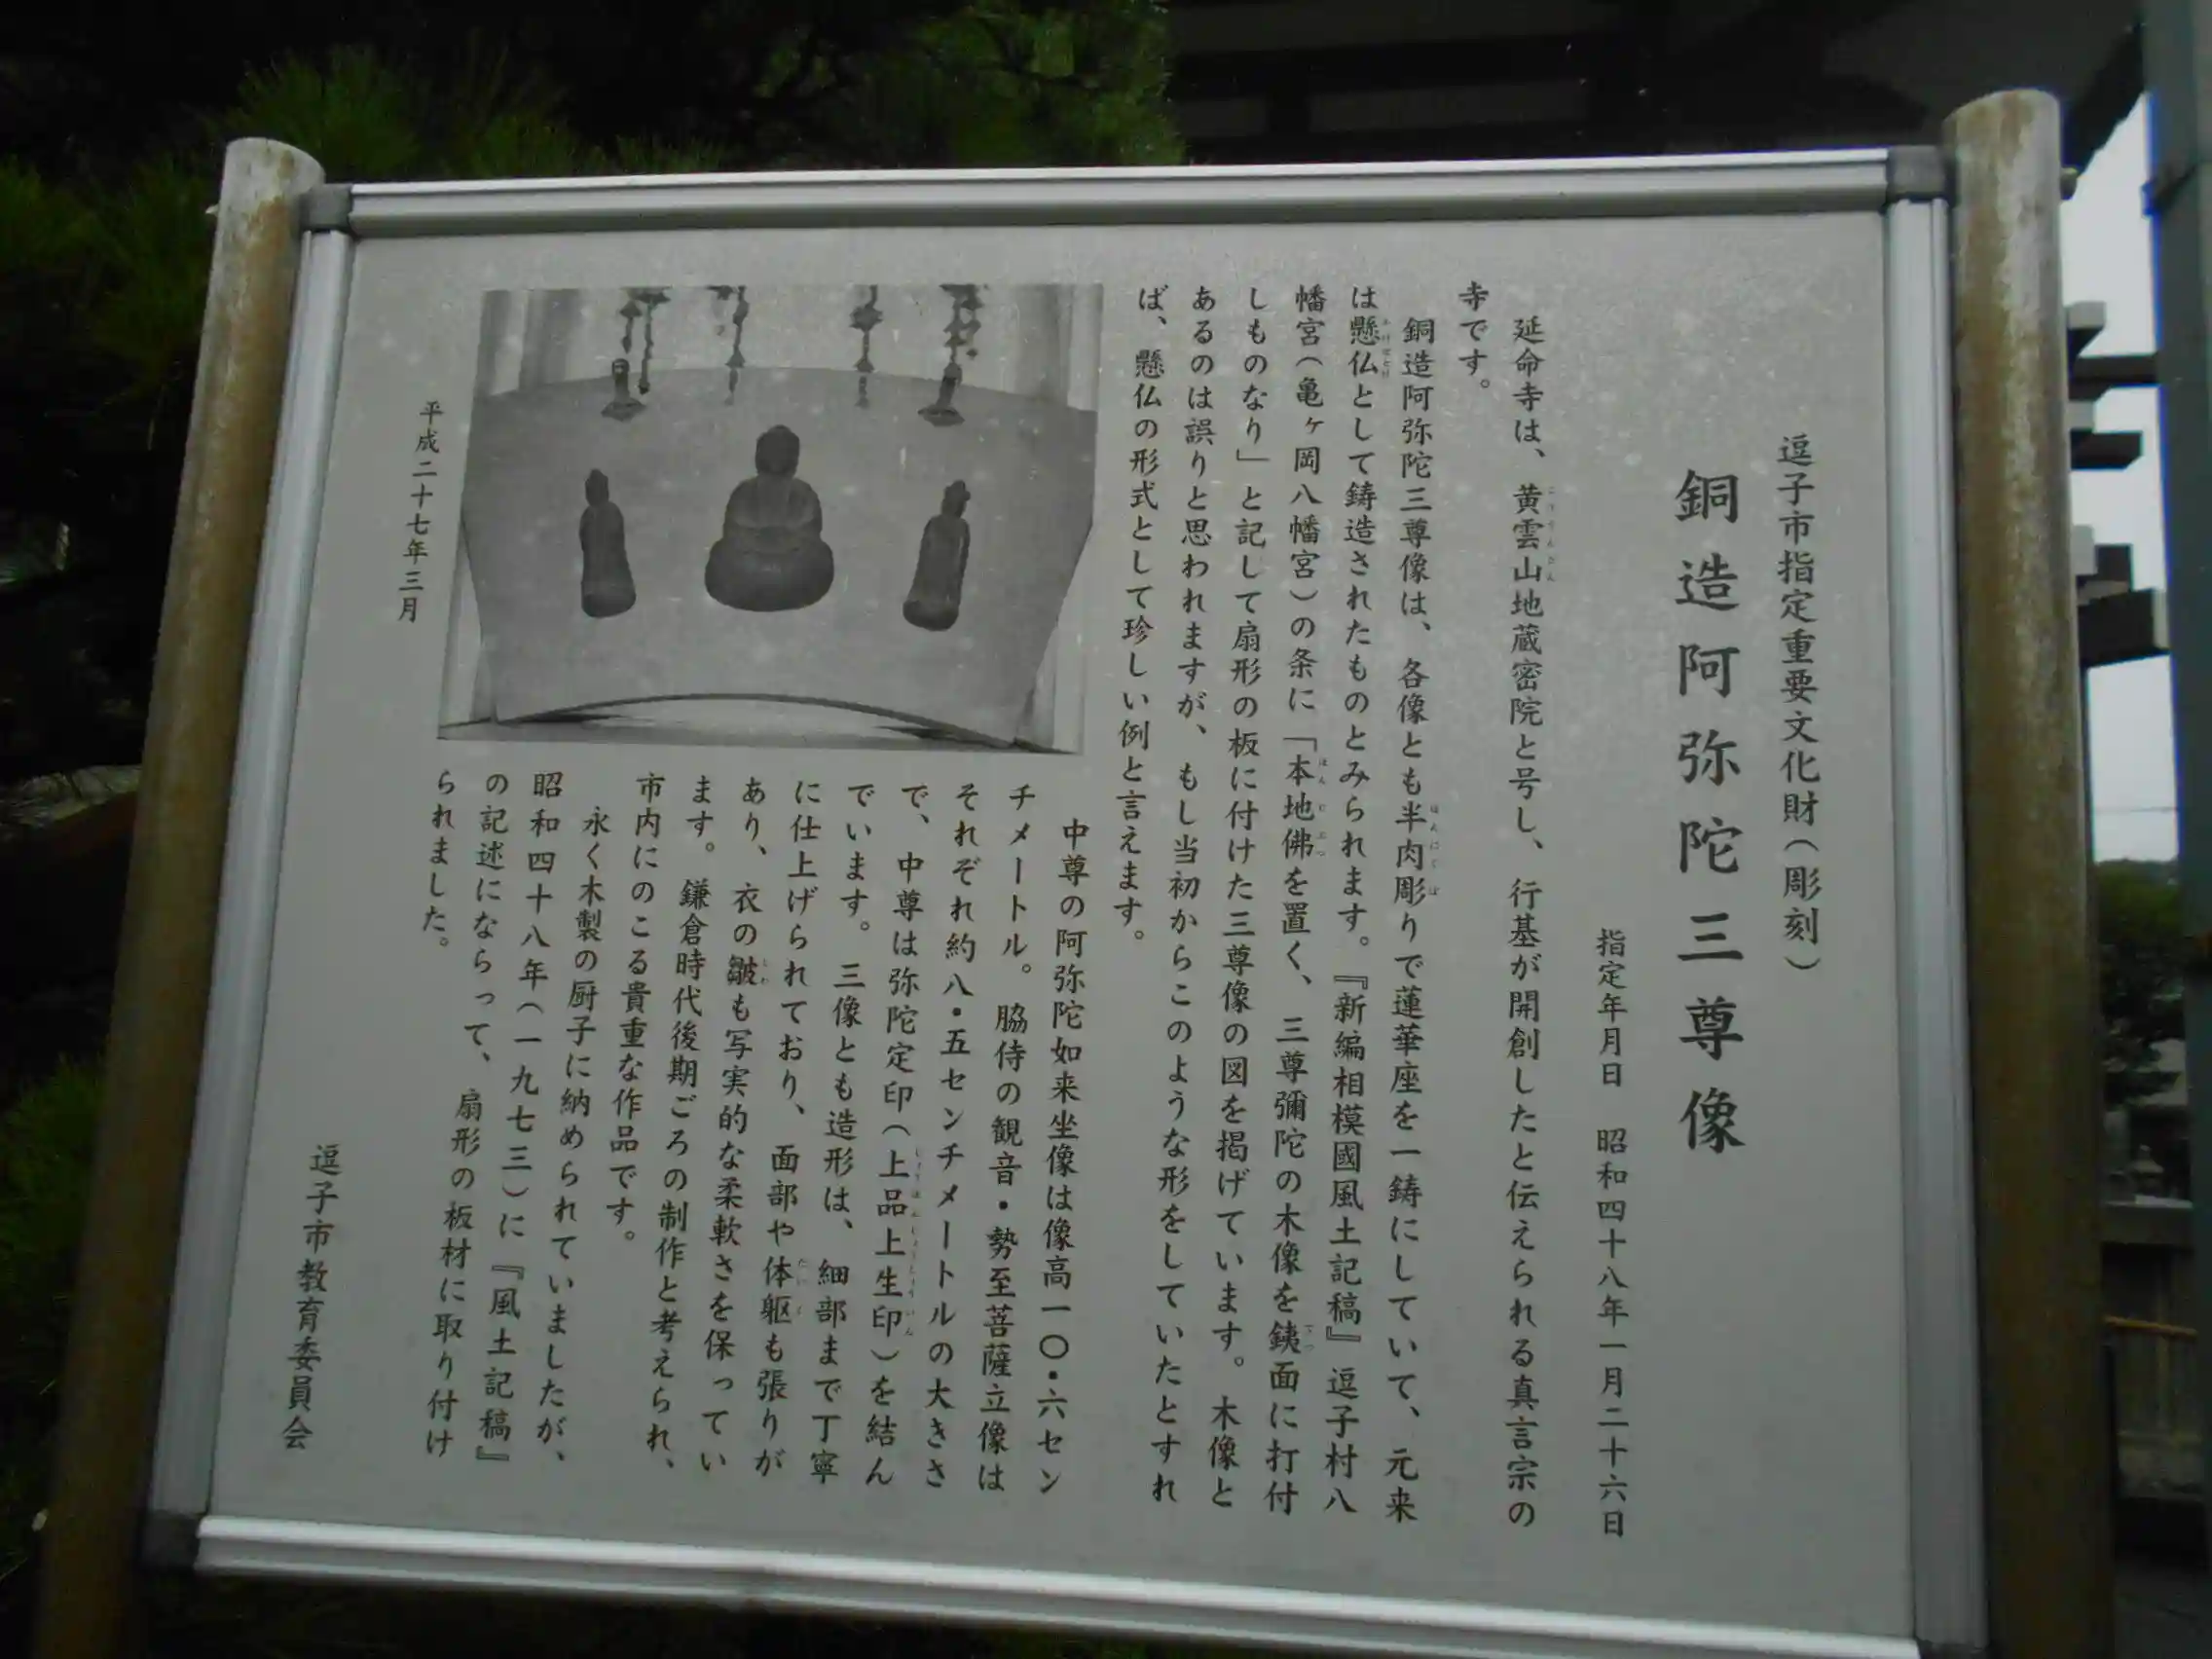 逗子市指定重要文化財（彫刻）
銅造阿弥陀三尊像
指定年月日　昭和四十八年一月二十六日
延命寺は、黄雲山地蔵密院と号し、行基が開創したと伝えられる真言宗の
寺です。
銅造阿弥陀三尊像は、各像とも半肉彫りで蓮華座を一鋳にしていて、元来
は懸仏として鋳造されたものとみられます。『新編相模國風土記稿』逗子村八
幡宮（亀ヶ岡八幡宮）の条に「本地佛を置く、三尊彌陀の木像を銕面に打付
しものなり」と記して扇形の板に付けた三尊像の図を掲げています。木像と
あるのは誤りと思われますが、もし当初からこのような形をしていたとすれ
ば、懸仏の形式として珍しい例と言えます。
中尊の阿弥陀如来坐像は像高一〇・六セン
チメートル。脇侍の観音・勢至菩薩立像は
それぞれ約八・五センチメートルの大きさ
で、中尊は弥陀定印（上品上生印）を結ん
でいます。三像とも造形は、細部まで丁寧
に仕上げられており、面部や体躯も張りが
あり、衣の皺も写実的な柔軟さを保ってい
ます。鎌倉時代後期ごろの制作と考えられ、
市内にのこる貴重な作品です。
永く木製の厨子に納められていましたが、
昭和四十八年（一九七三）に『風土記稿』
の記述にならって、扇形の板材に取り付け
られました。
平成二十七年三月
逗子市教育委員会